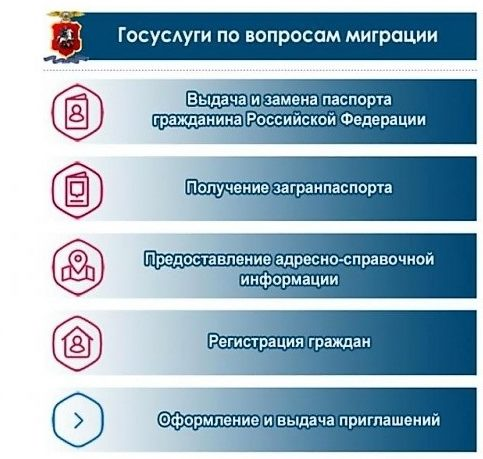 Госуслуги по вопросам миграции
Выдача и замена паспорта
гражданина Российской Федерации
Получение загранпаспорта
Предоставление адресно-справочной
информации
Регистрация граждан
Оформление и выдача приглашений